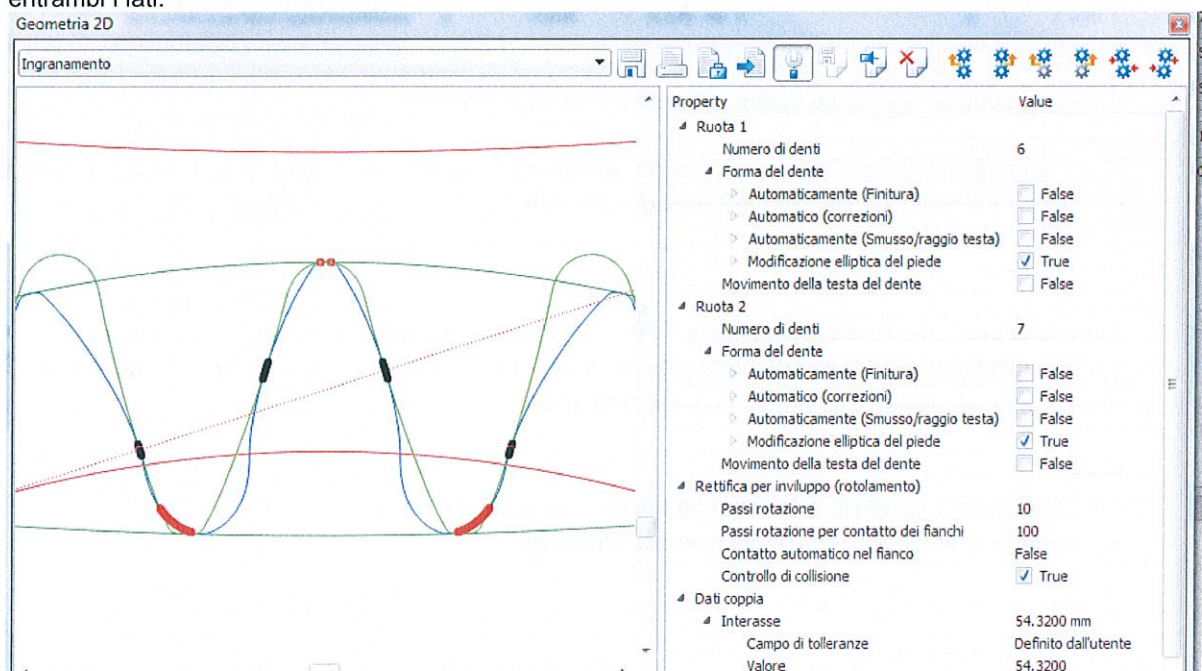 entrambi i lati.
Geometria 2D
Ingranamento
Property Value
Ruota 1
Numero di denti 6
Forma del dente
Automaticamente (Finitura) False
Automatico (correzioni) False
Automaticamente (Smusso/raggio testa) False
Modificazione elliptica del piede True
Movimento della testa del dente False
Ruota 2
Numero di denti 7
Forma del dente
Automaticamente (Finitura) False
Automatico (correzioni) False
Automaticamente (Smusso/raggio testa) False
Modificazione elliptica del piede True
Movimento della testa del dente False
Rettifica per inviluppo (rotolamento)
Passi rotazione 10
Passi rotazione per contatto dei fianchi 100
Contatto automatico nel fianco False
Controllo di collisione True
Dati coppia
Interasse 54.3200 mm
Campo di tolleranze Definito dall'utente
Valore 54.3200